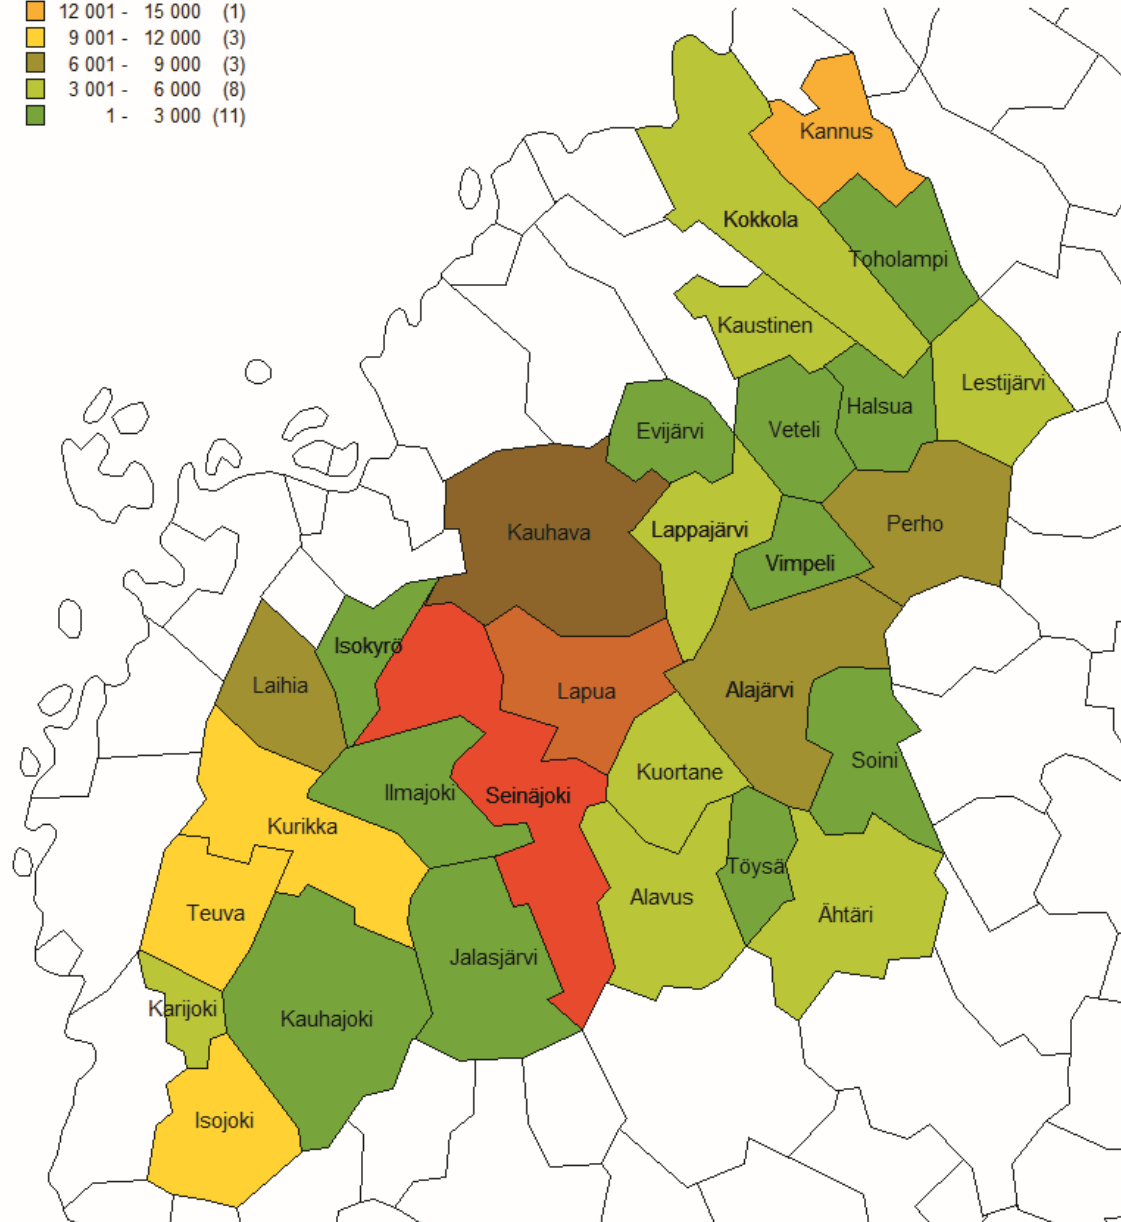 12 001 - 15 000 (1)
9 001 - 12 000 (3)
6 001 - 9 000 (3)
3 001 - 6 000 (8)
1 - 3 000 (11)
Kannus
Kokkola
Toholampi
Kaustinen
Lestijärvi
Halsua
Evijärvi
Veteli
Perho
Kauhava
Lappajärvi
Vimpeli
Isokyrö
Laihia
Lapua
Alajärvi
Soini
Kuortane
Ilmajoki
Seinäjoki
Kurikka
Töysä
Alavus
Teuva
Ähtäri
Jalasjärvi
Karijoki
Kauhajoki
Isojoki